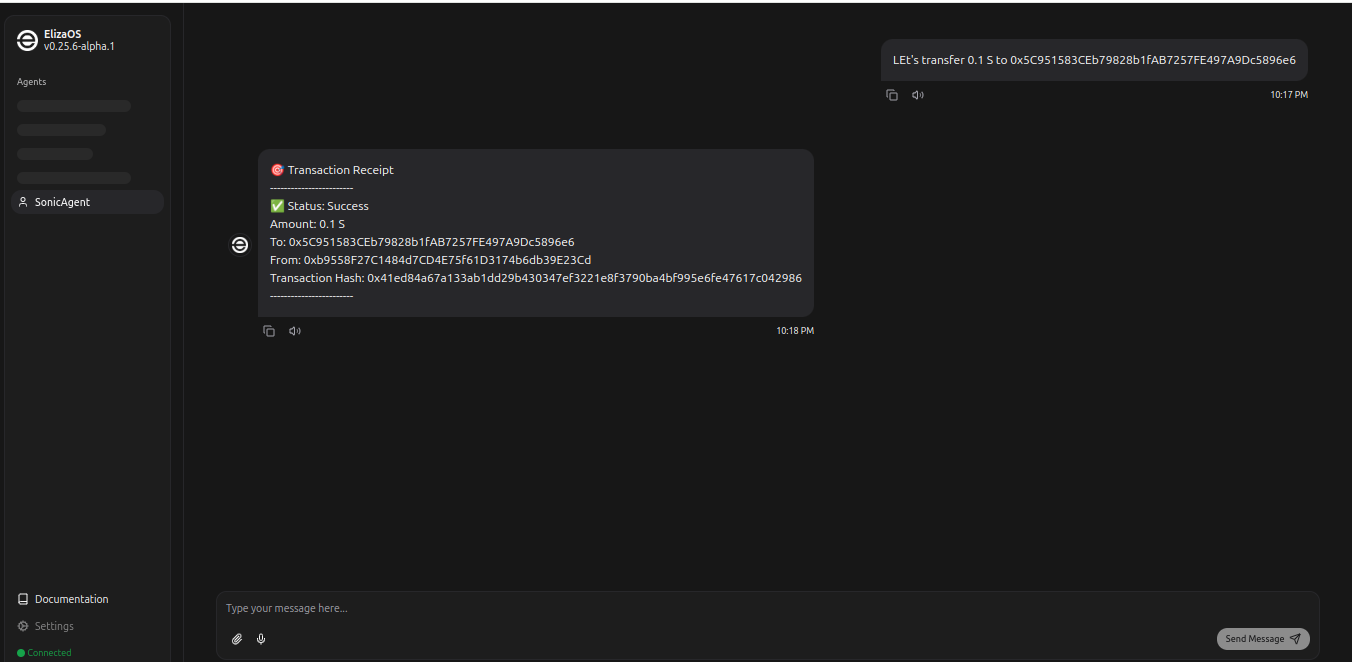 ElizaOS
v0.25.6-alpha.1
Agents
SonicAgent
Documentation
Settings
Connected
LEt's transfer 0.1 S to 0x5C951583CEb79828b1fAB7257FE497A9Dc5896e6
10:17 PM
🎯 Transaction Receipt
------------------------
✅ Status: Success
Amount: 0.1 S
To: 0x5C951583CEb79828b1fAB7257FE497A9Dc5896e6
From: 0xb9558F27C1484d7CD4E75f61D3174b6db39E23Cd
Transaction Hash: 0x41ed84a67a133ab1dd29b430347ef3221e8f3790ba4bf995e6fe47617c042986
------------------------
10:18 PM
Type your message here...
Send Message